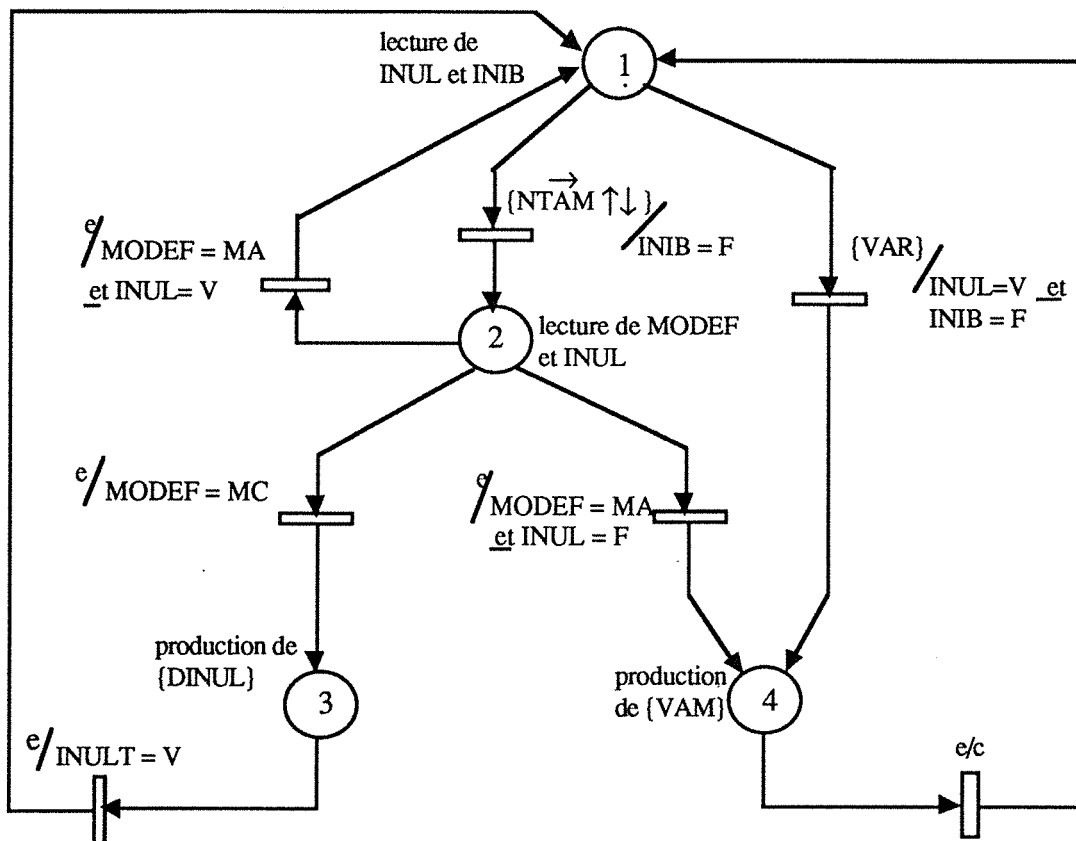 lecture de
INUL et INIB
1
{NTAM ↑↓ }
/INIB = F
e/MODEF = MA
et INUL= V
{VAR}
/INUL=V et
INIB = F
2
lecture de MODEF
et INUL
e/MODEF = MC
e/MODEF = MA
et INUL = F
production de
{DINUL}
3
production
de {VAM}
4
e/INULT = V
e/c